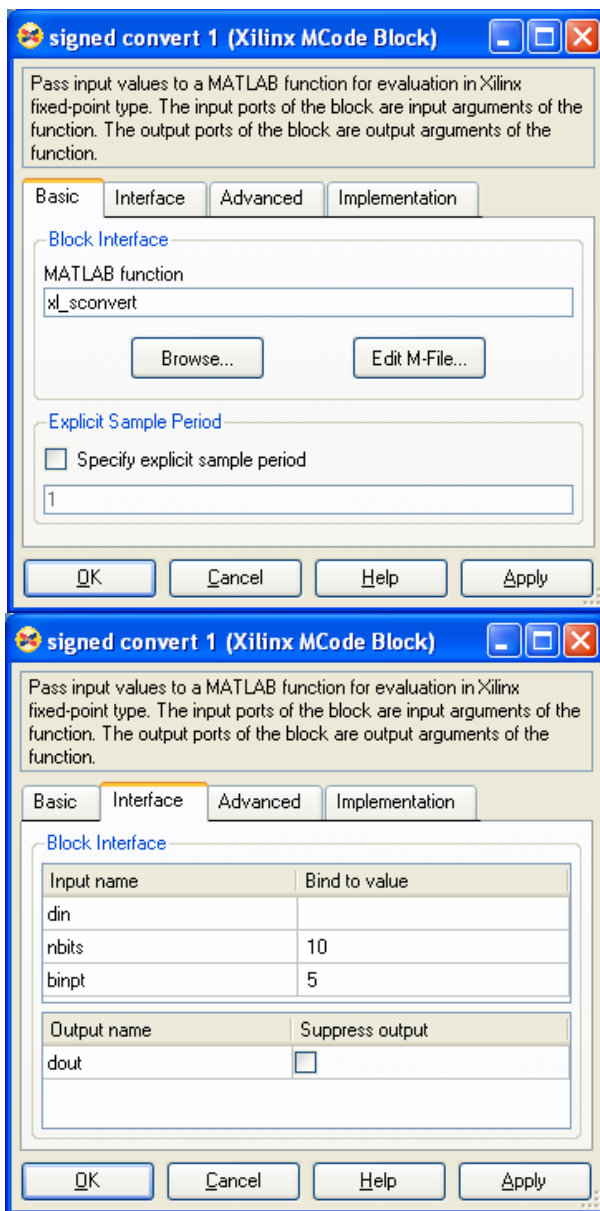 signed convert 1 (Xilinx MCode Block)
Pass input values to a MATLAB function for evaluation in Xilinx
fixed-point type. The input ports of the block are input arguments of the
function. The output ports of the block are output arguments of the
function.
Basic Interface Advanced Implementation
Block Interface
MATLAB function
xl_sconvert
Browse... Edit M-File...
Explicit Sample Period
Specify explicit sample period
1
OK Cancel Help Apply
signed convert 1 (Xilinx MCode Block)
Pass input values to a MATLAB function for evaluation in Xilinx
fixed-point type. The input ports of the block are input arguments of the
function. The output ports of the block are output arguments of the
function.
Basic Interface Advanced Implementation
Block Interface
Input name Bind to value
din
nbits 10
binpt 5
Output name Suppress output
dout
OK Cancel Help Apply